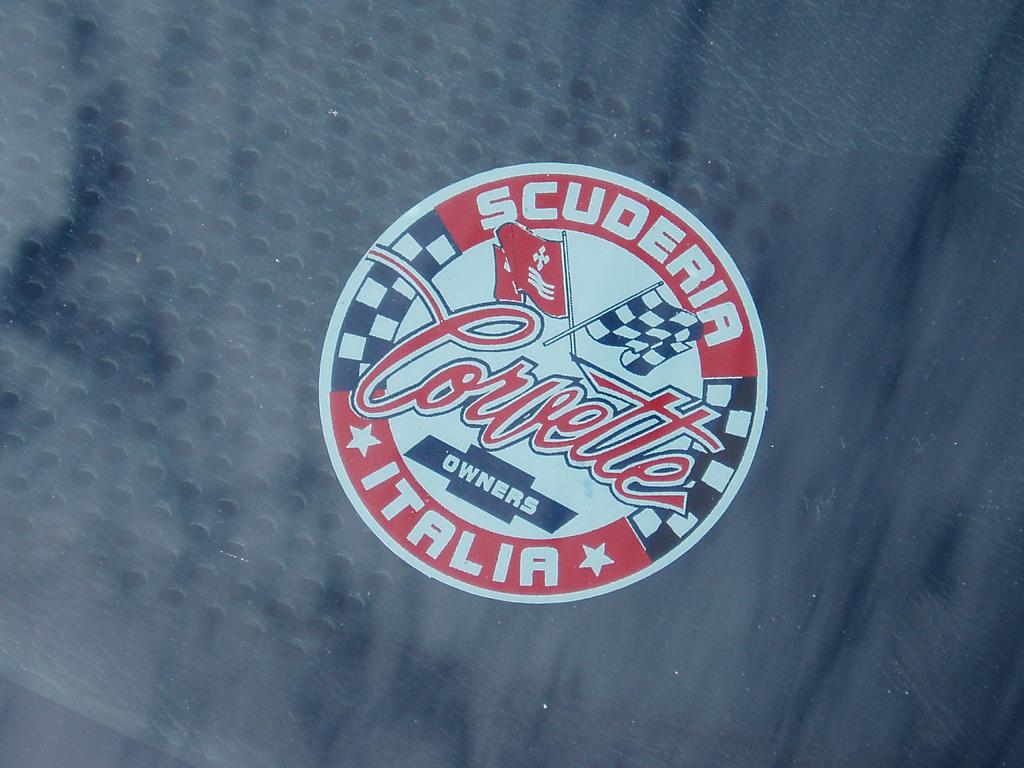 SCUDERIA
Corvette
OWNERS
ITALIA